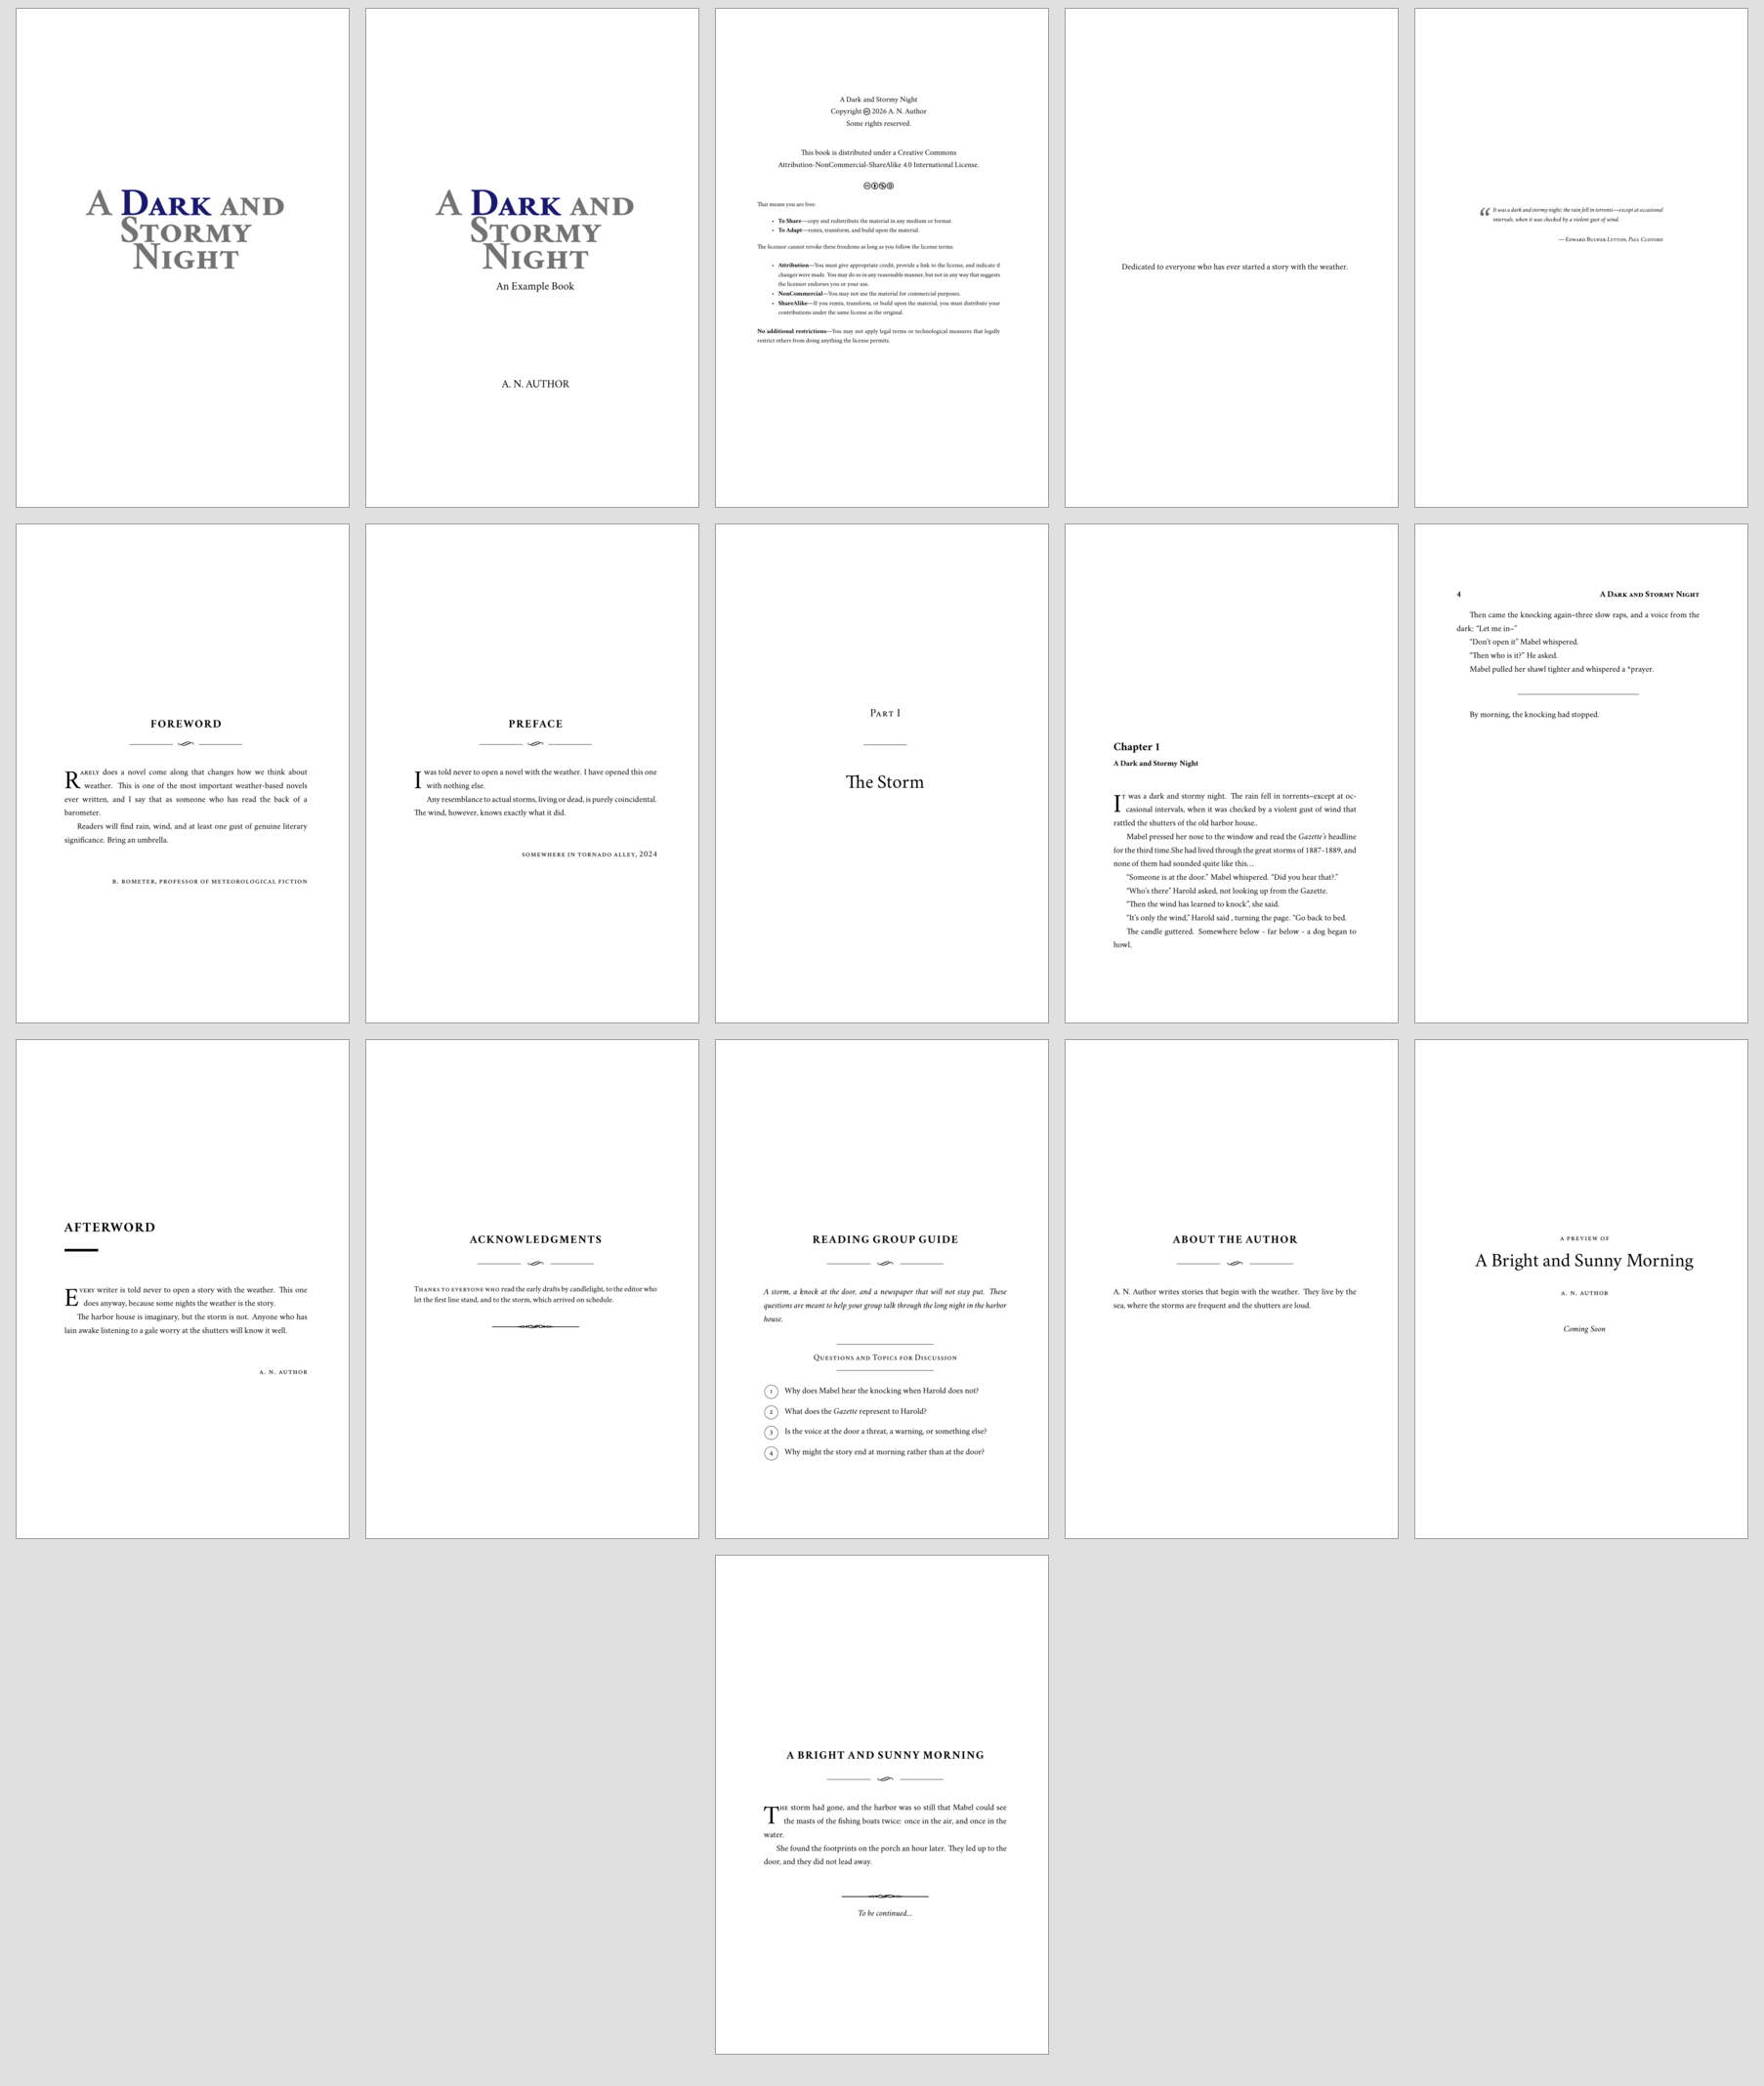 A Dark and
Stormy
Night
A Dark and
Stormy
Night
An Example Book
A. N. AUTHOR
A Dark and Stormy Night
Copyright 2026 A. N. Author
Some rights reserved.
This book is distributed under a Creative Commons
Attribution-NonCommercial-ShareAlike 4.0 International License.
That means you are free:
• To Share—copy and redistribute the material in any medium or format.
• To Adapt—remix, transform, and build upon the material.
The licensor cannot revoke these freedoms as long as you follow the license terms:
• Attribution—You must give appropriate credit, provide a link to the license, and indicate if
changes were made. You may do so in any reasonable manner, but not in any way that suggests
the licensor endorses you or your use.
• NonCommercial—You may not use the material for commercial purposes.
• ShareAlike—If you remix, transform, or build upon the material, you must distribute your
contributions under the same license as the original.
No additional restrictions—You may not apply legal terms or technological measures that legally
restrict others from doing anything the license permits.
Dedicated to everyone who has ever started a story with the weather.
“ It was a dark and stormy night; the rain fell in torrents—except at occasional
intervals, when it was checked by a violent gust of wind.
— Edward Bulwer-Lytton, Paul Clifford
FOREWORD
Rarely does a novel come along that changes how we think about
weather. This is one of the most important weather-based novels
ever written, and I say that as someone who has read the back of a
barometer.
Readers will find rain, wind, and at least one gust of genuine literary
significance. Bring an umbrella.
B. Rometer, Professor of Meteorological Fiction
PREFACE
I was told never to open a novel with the weather. I have opened this one
with nothing else.
Any resemblance to actual storms, living or dead, is purely coincidental.
The wind, however, knows exactly what it did.
Somewhere in Tornado Alley, 2024
Part I
The Storm
Chapter 1
A Dark and Stormy Night
It was a dark and stormy night. The rain fell in torrents–except at oc-
casional intervals, when it was checked by a violent gust of wind that
rattled the shutters of the old harbor house..
Mabel pressed her nose to the window and read the Gazette’s headline
for the third time.She had lived through the great storms of 1887-1889, and
none of them had sounded quite like this…
“Someone is at the door.” Mabel whispered. “Did you hear that?.”
“Who’s there” Harold asked, not looking up from the Gazette.
“Then the wind has learned to knock”, she said.
“It’s only the wind,” Harold said , turning the page. “Go back to bed.
The candle guttered. Somewhere below - far below - a dog began to
howl.
4 A Dark and Stormy Night
Then came the knocking again–three slow raps, and a voice from the
dark: “Let me in–”
“Don’t open it” Mabel whispered.
“Then who is it?” He asked.
Mabel pulled her shawl tighter and whispered a *prayer.
By morning, the knocking had stopped.
AFTERWORD
Every writer is told never to open a story with the weather. This one
does anyway, because some nights the weather is the story.
The harbor house is imaginary, but the storm is not. Anyone who has
lain awake listening to a gale worry at the shutters will know it well.
A. N. Author
ACKNOWLEDGMENTS
Thanks to everyone who read the early drafts by candlelight, to the editor who
let the first line stand, and to the storm, which arrived on schedule.
READING GROUP GUIDE
A storm, a knock at the door, and a newspaper that will not stay put. These
questions are meant to help your group talk through the long night in the harbor
house.
Questions and Topics for Discussion
1 Why does Mabel hear the knocking when Harold does not?
2 What does the Gazette represent to Harold?
3 Is the voice at the door a threat, a warning, or something else?
4 Why might the story end at morning rather than at the door?
ABOUT THE AUTHOR
A. N. Author writes stories that begin with the weather. They live by the
sea, where the storms are frequent and the shutters are loud.
A Preview of
A Bright and Sunny Morning
A. N. Author
Coming Soon
A BRIGHT AND SUNNY MORNING
The storm had gone, and the harbor was so still that Mabel could see
the masts of the fishing boats twice: once in the air, and once in the
water.
She found the footprints on the porch an hour later. They led up to the
door, and they did not lead away.
To be continued…